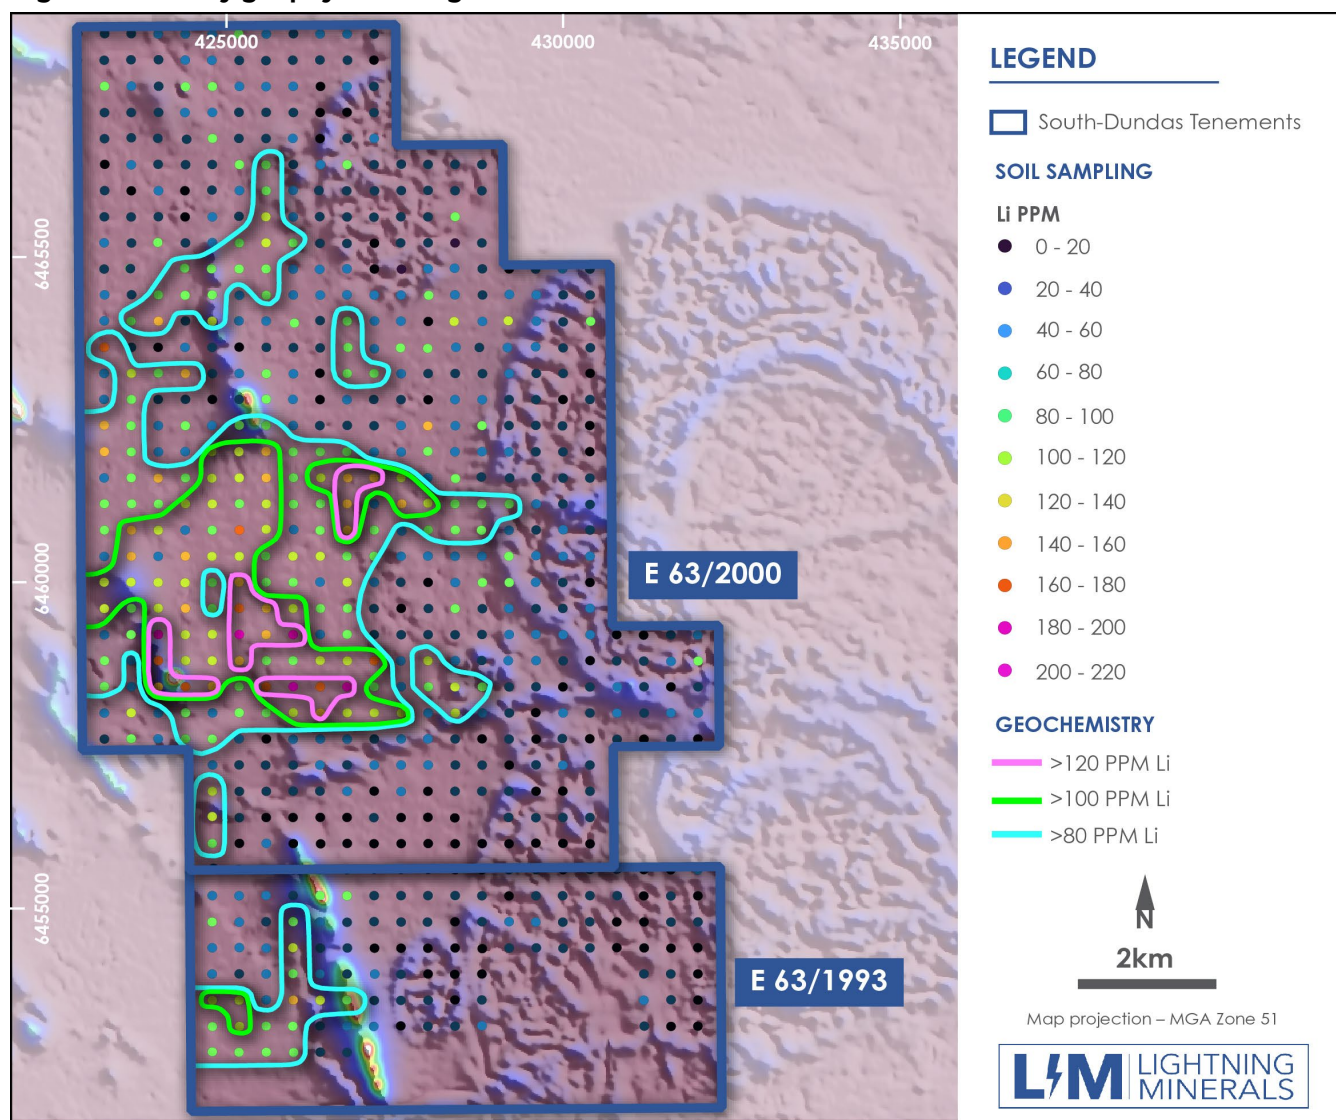 425000
430000
435000
6465500
6460000
6455000
E 63/2000
E 63/1993
LEGEND
South-Dundas Tenements
SOIL SAMPLING
Li PPM
0 - 20
20 - 40
40 - 60
60 - 80
80 - 100
100 - 120
120 - 140
140 - 160
160 - 180
180 - 200
200 - 220
GEOCHEMISTRY
>120 PPM Li
>100 PPM Li
>80 PPM Li
N
2km
Map projection – MGA Zone 51
LM LIGHTNING
MINERALS